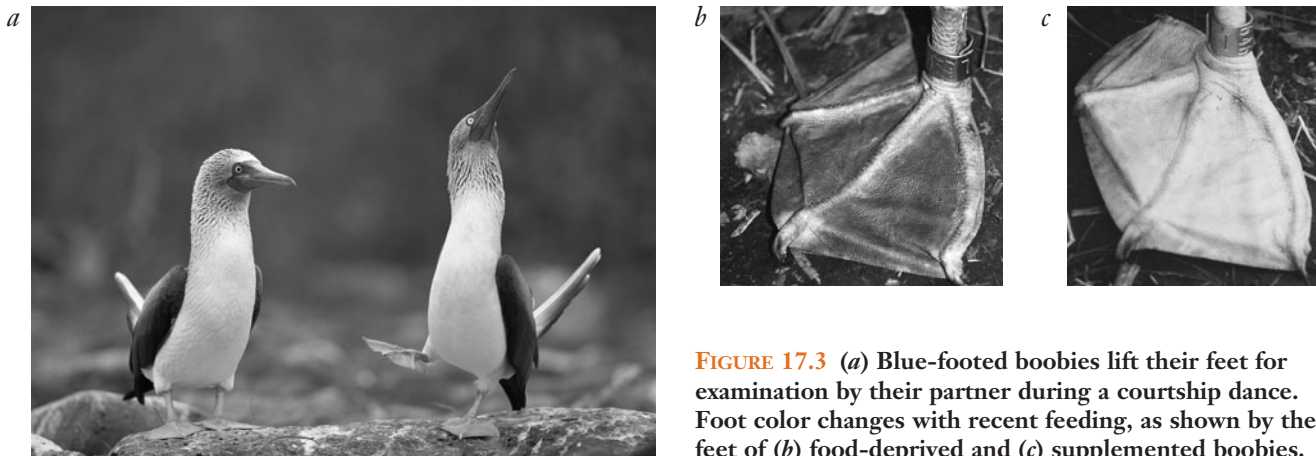 a
b
c
FIGURE 17.3 (a) Blue-footed boobies lift their feet for
examination by their partner during a courtship dance.
Foot color changes with recent feeding, as shown by the
feet of (b) food-deprived and (c) supplemented boobies.